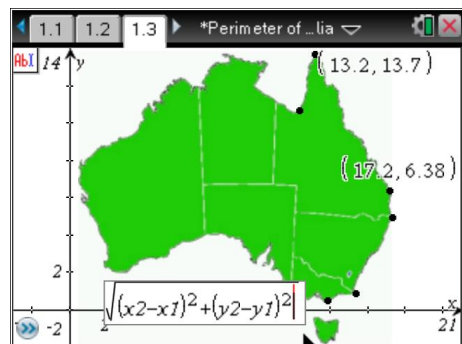 1.1 1.2 1.3 *Perimeter of …lia
AbI 14 y
(13.2, 13.7)
(17.2, 6.38)
2
√(x2-x1)²+(y2-y1)²
x
-2 2 21